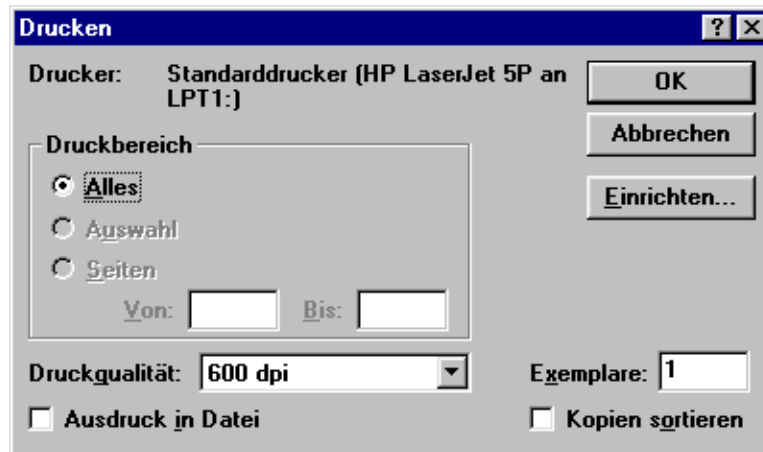 Drucken
Drucker: Standarddrucker (HP LaserJet 5P an
LPT1:)
OK
Abbrechen
Einrichten...
Druckbereich
Alles
Auswahl
Seiten
Von: Bis:
Druckqualität: 600 dpi
Exemplare: 1
Ausdruck in Datei
Kopien sortieren